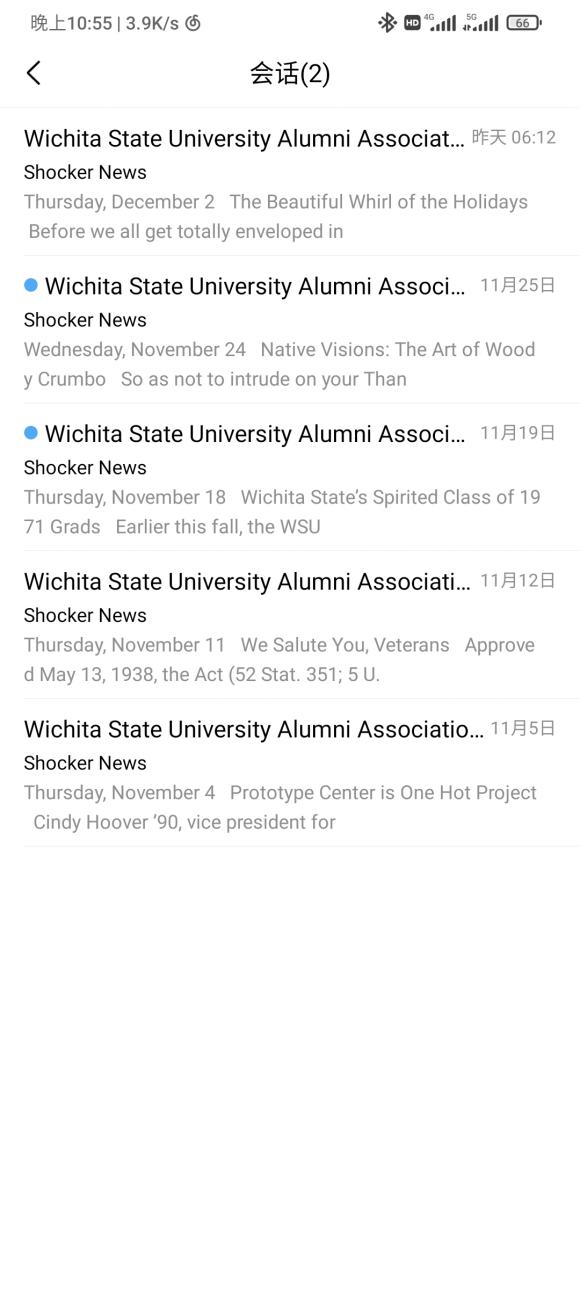 晚上10:55 | 3.9K/s HD 4G 5G 66
会话(2)
Wichita State University Alumni Associat... 昨天 06:12
Shocker News
Thursday, December 2 The Beautiful Whirl of the Holidays
Before we all get totally enveloped in
Wichita State University Alumni Associ... 11月25日
Shocker News
Wednesday, November 24 Native Visions: The Art of Wood
y Crumbo So as not to intrude on your Than
Wichita State University Alumni Associ... 11月19日
Shocker News
Thursday, November 18 Wichita State’s Spirited Class of 19
71 Grads Earlier this fall, the WSU
Wichita State University Alumni Associati... 11月12日
Shocker News
Thursday, November 11 We Salute You, Veterans Approve
d May 13, 1938, the Act (52 Stat. 351; 5 U.
Wichita State University Alumni Associatio... 11月5日
Shocker News
Thursday, November 4 Prototype Center is One Hot Project
Cindy Hoover ’90, vice president for